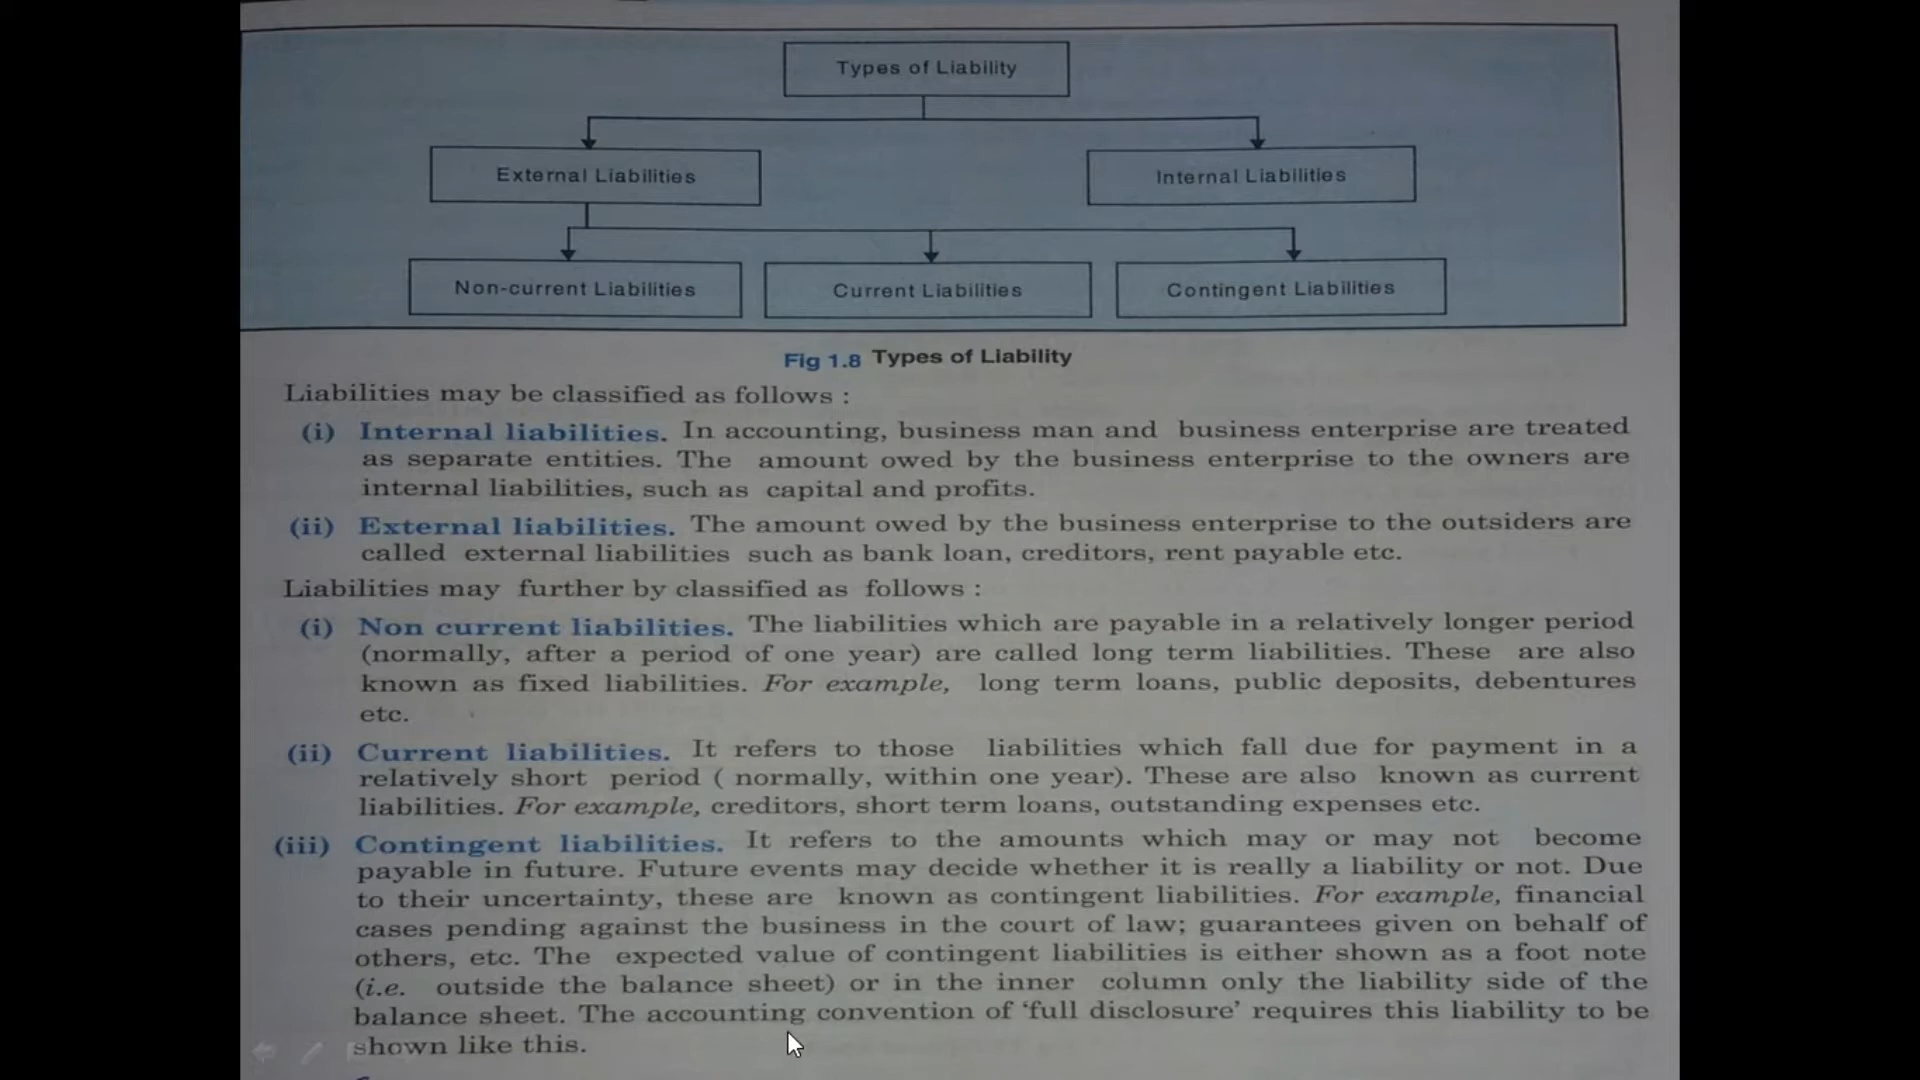 Types of Liability
External Liabilities
Internal Liabilities
Non-current Liabilities
Current Liabilities
Contingent Liabilities
Fig 1.8 Types of Liability
Liabilities may be classified as follows :
(i) Internal liabilities. In accounting, business man and business enterprise are treated
as separate entities. The amount owed by the business enterprise to the owners are
internal liabilities, such as capital and profits.
(ii) External liabilities. The amount owed by the business enterprise to the outsiders are
called external liabilities such as bank loan, creditors, rent payable etc.
Liabilities may further by classified as follows :
(i) Non current liabilities. The liabilities which are payable in a relatively longer period
(normally, after a period of one year) are called long term liabilities. These are also
known as fixed liabilities. For example, long term loans, public deposits, debentures
etc.
(ii) Current liabilities. It refers to those liabilities which fall due for payment in a
relatively short period ( normally, within one year). These are also known as current
liabilities. For example, creditors, short term loans, outstanding expenses etc.
(iii) Contingent liabilities. It refers to the amounts which may or may not become
payable in future. Future events may decide whether it is really a liability or not. Due
to their uncertainty, these are known as contingent liabilities. For example, financial
cases pending against the business in the court of law; guarantees given on behalf of
others, etc. The expected value of contingent liabilities is either shown as a foot note
(i.e. outside the balance sheet) or in the inner column only the liability side of the
balance sheet. The accounting convention of ‘full disclosure’ requires this liability to be
shown like this.